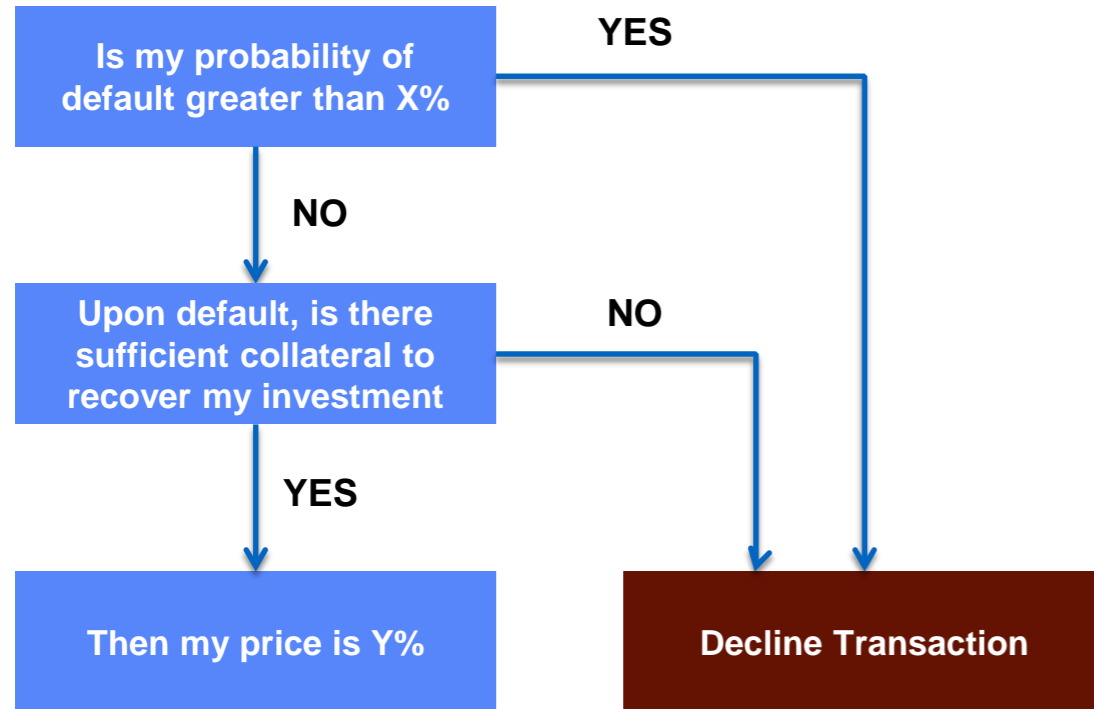 Is my probability of
default greater than X%
YES
NO
Upon default, is there
sufficient collateral to
recover my investment
NO
YES
Then my price is Y%
Decline Transaction